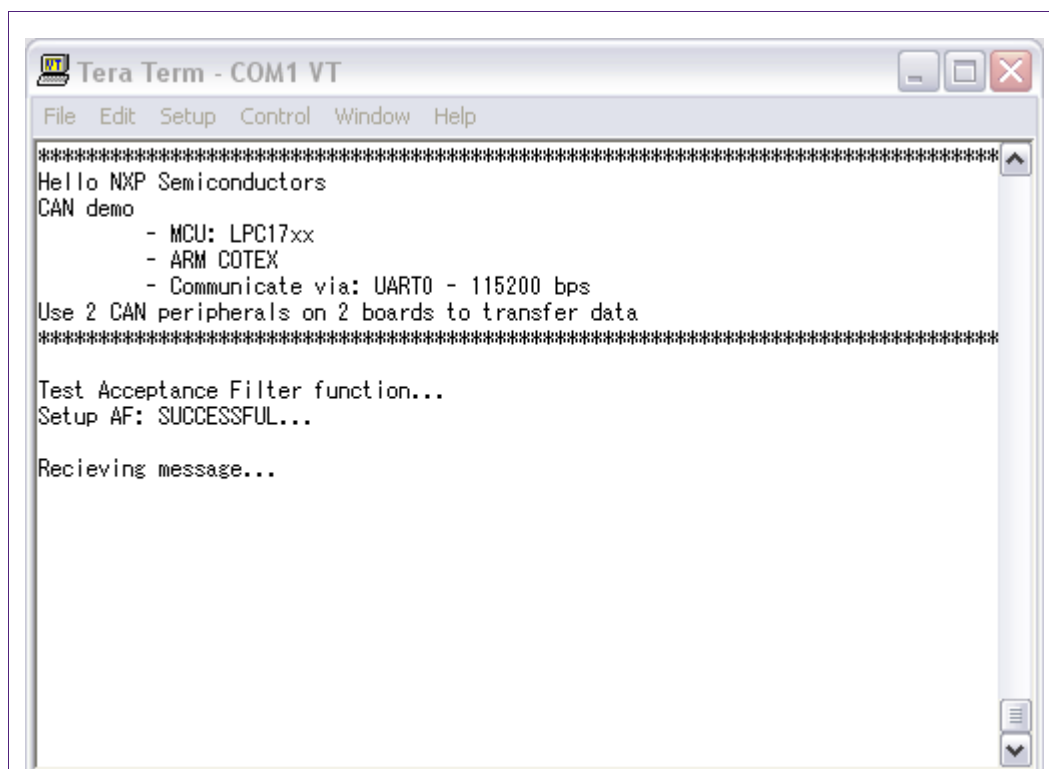 Tera Term - COM1 VT
File Edit Setup Control Window Help
********************************************************************************
Hello NXP Semiconductors
CAN demo
- MCU: LPC17xx
- ARM COTEX
- Communicate via: UART0 - 115200 bps
Use 2 CAN peripherals on 2 boards to transfer data
********************************************************************************
Test Acceptance Filter function...
Setup AF: SUCCESSFUL...
Recieving message...